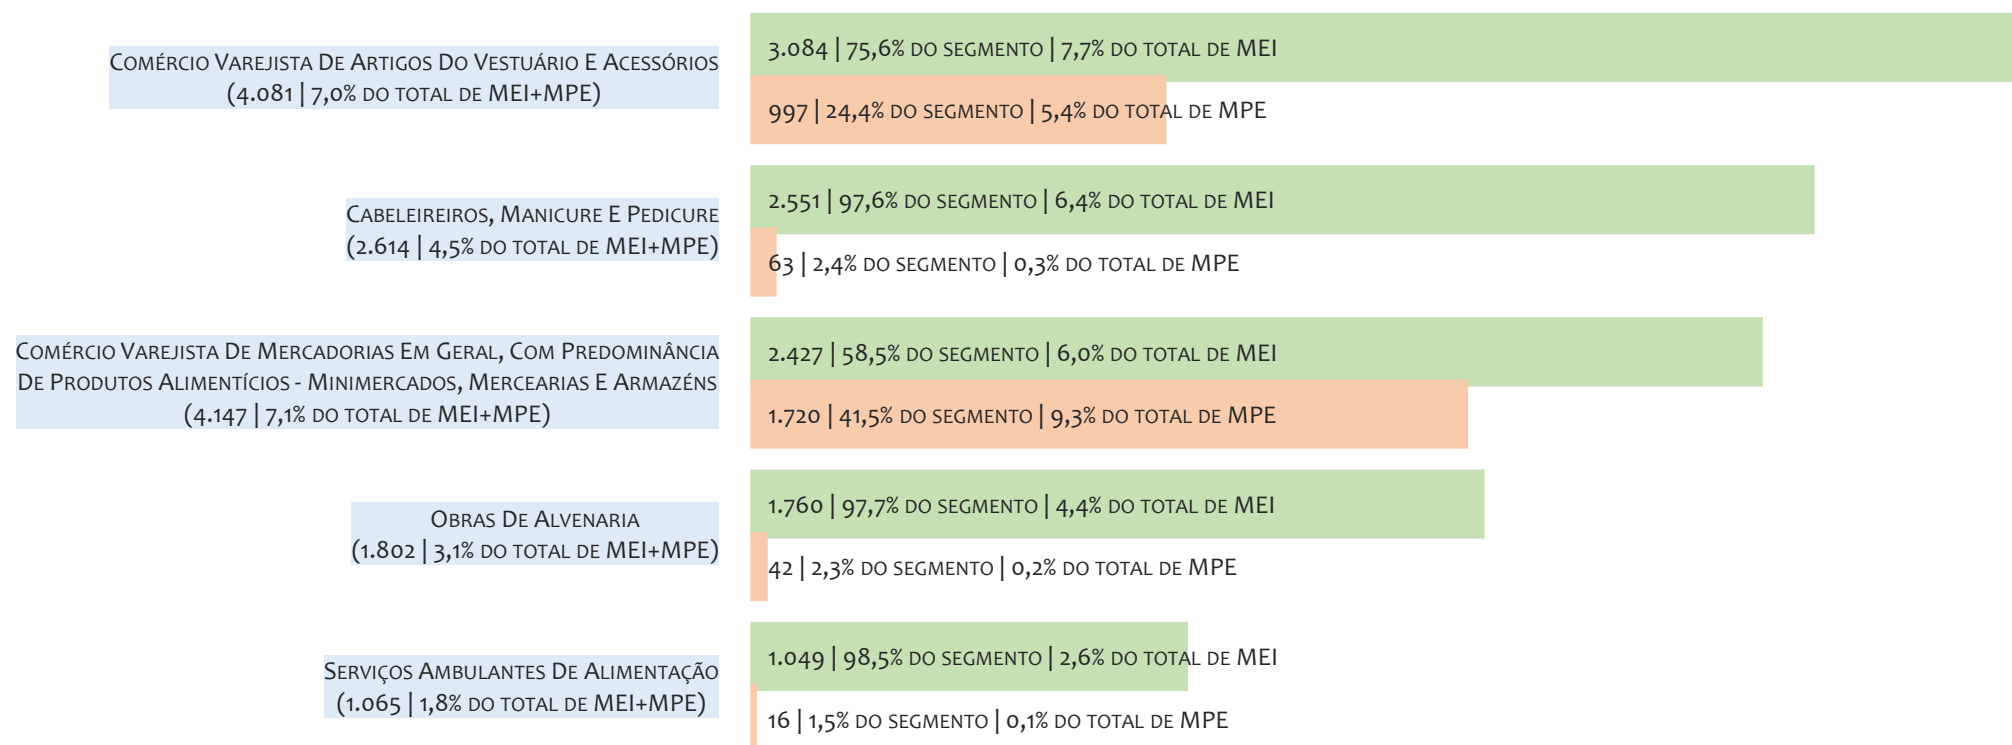 Comércio Varejista De Artigos Do Vestuário E Acessórios
(4.081 | 7,0% do total de MEI+MPE)
3.084 | 75,6% do segmento | 7,7% do total de MEI
997 | 24,4% do segmento | 5,4% do total de MPE
Cabeleireiros, Manicure E Pedicure
(2.614 | 4,5% do total de MEI+MPE)
2.551 | 97,6% do segmento | 6,4% do total de MEI
63 | 2,4% do segmento | 0,3% do total de MPE
Comércio Varejista De Mercadorias Em Geral, Com Predominância
De Produtos Alimentícios - Minimercados, Mercearias E Armazéns
(4.147 | 7,1% do total de MEI+MPE)
2.427 | 58,5% do segmento | 6,0% do total de MEI
1.720 | 41,5% do segmento | 9,3% do total de MPE
Obras De Alvenaria
(1.802 | 3,1% do total de MEI+MPE)
1.760 | 97,7% do segmento | 4,4% do total de MEI
42 | 2,3% do segmento | 0,2% do total de MPE
Serviços Ambulantes De Alimentação
(1.065 | 1,8% do total de MEI+MPE)
1.049 | 98,5% do segmento | 2,6% do total de MEI
16 | 1,5% do segmento | 0,1% do total de MPE